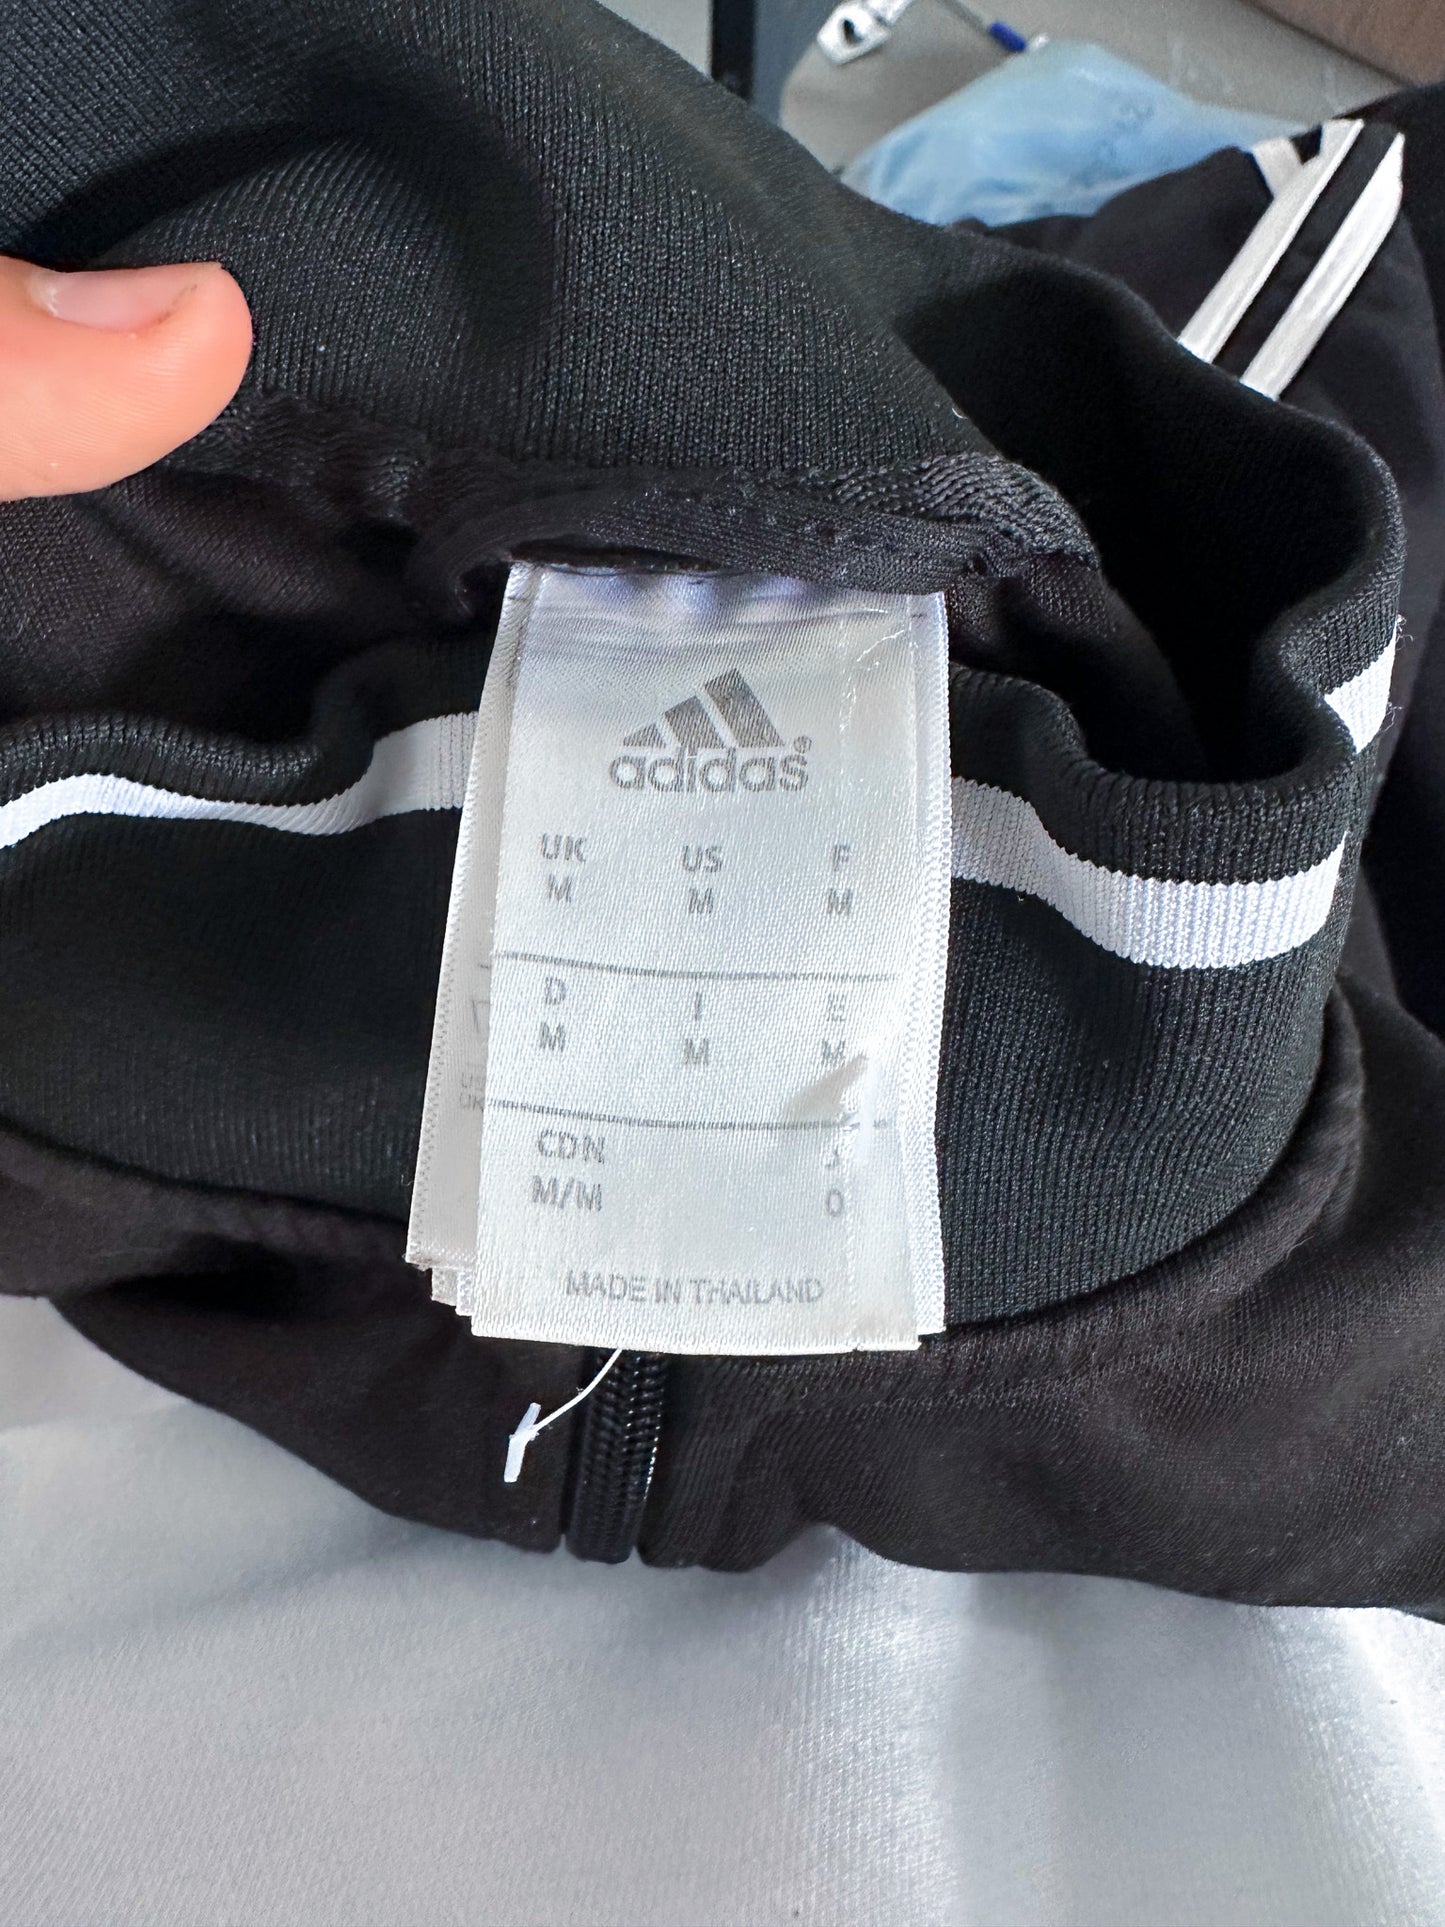 adidas®
UK US F
M M M
D I E
M M M
CDN J
M/M O
MADE IN THAILAND